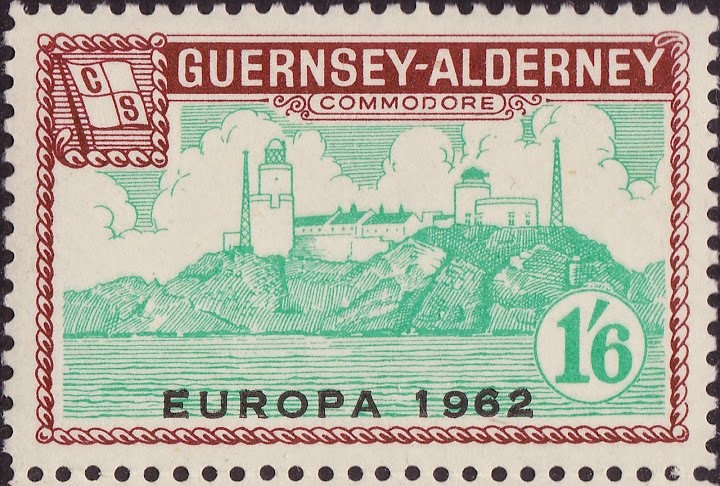 C
S
GUERNSEY-ALDERNEY
COMMODORE
1'6
EUROPA 1962